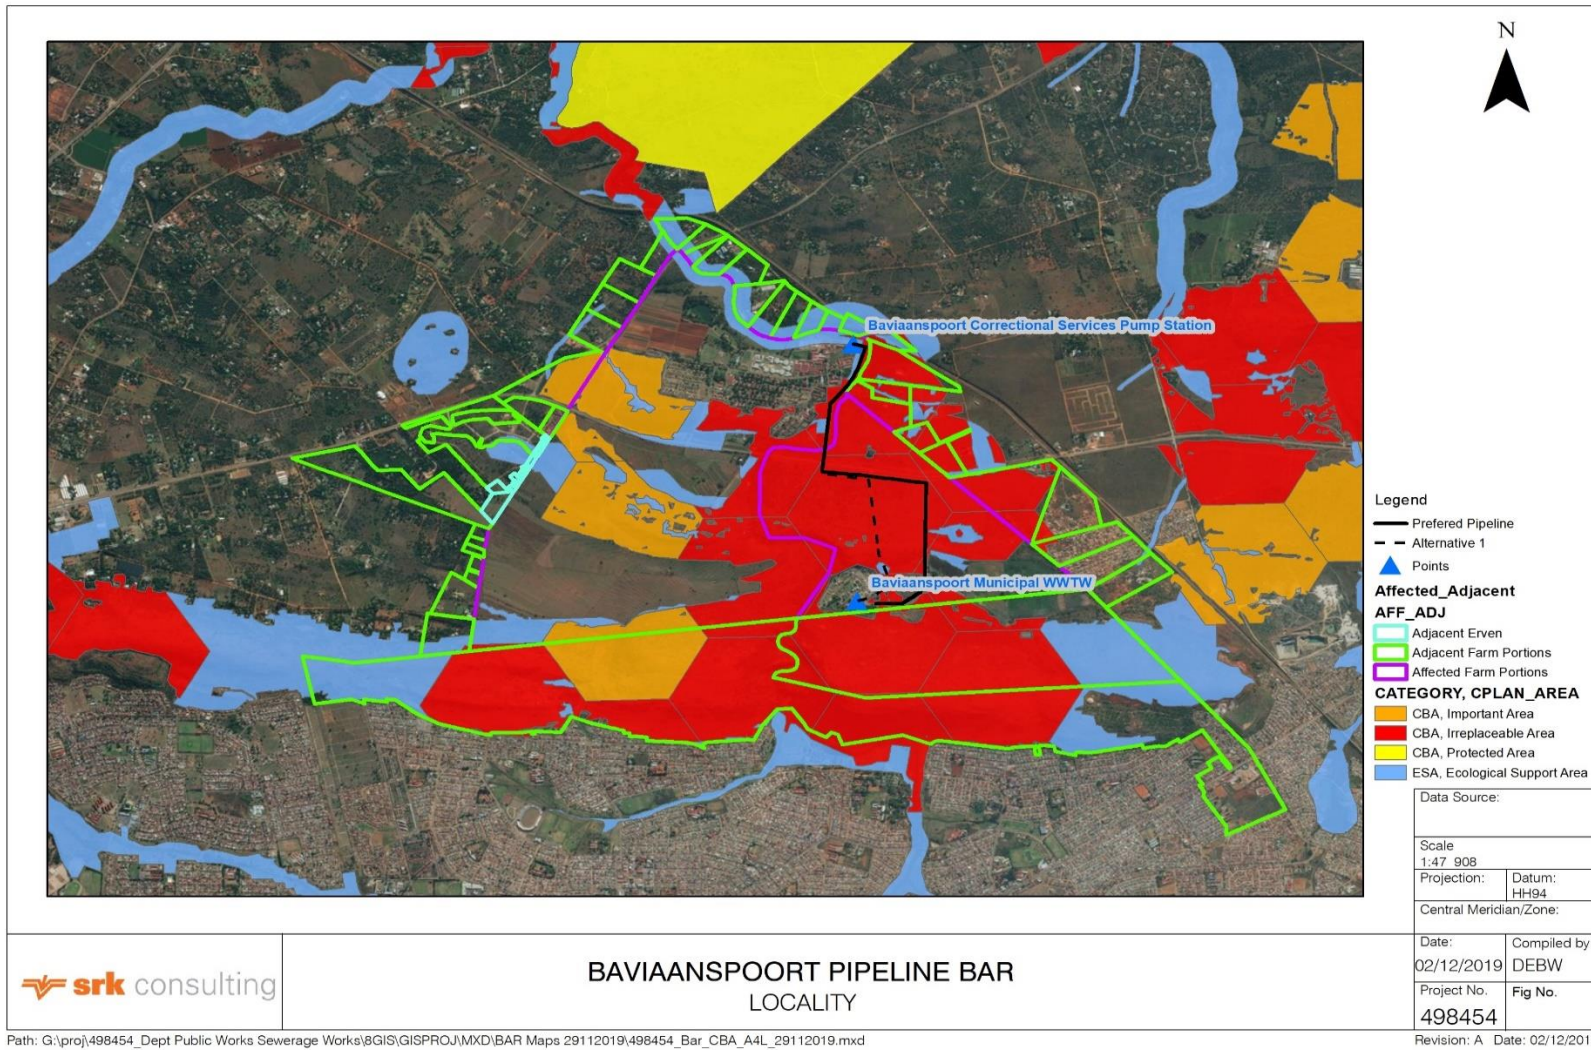 N
Baviaanspoort Correctional Services Pump Station
Baviaanspoort Municipal WWTW
Legend
Prefered Pipeline
Alternative 1
Points
Affected_Adjacent
AFF_ADJ
Adjacent Erven
Adjacent Farm Portions
Affected Farm Portions
CATEGORY, CPLAN_AREA
CBA, Important Area
CBA, Irreplaceable Area
CBA, Protected Area
ESA, Ecological Support Area
Data Source:
Scale
1:47 908
Projection:
Datum:
HH94
Central Meridian/Zone:
Date:
02/12/2019
Compiled by
DEBW
Project No.
498454
Fig No.
srk consulting
BAVIAANSPOORT PIPELINE BAR
LOCALITY
Path: G:\proj\498454_Dept Public Works Sewerage Works\8GIS\GISPROJ\MXD\BAR Maps 29112019\498454_Bar_CBA_A4L_29112019.mxd
Revision: A Date: 02/12/201